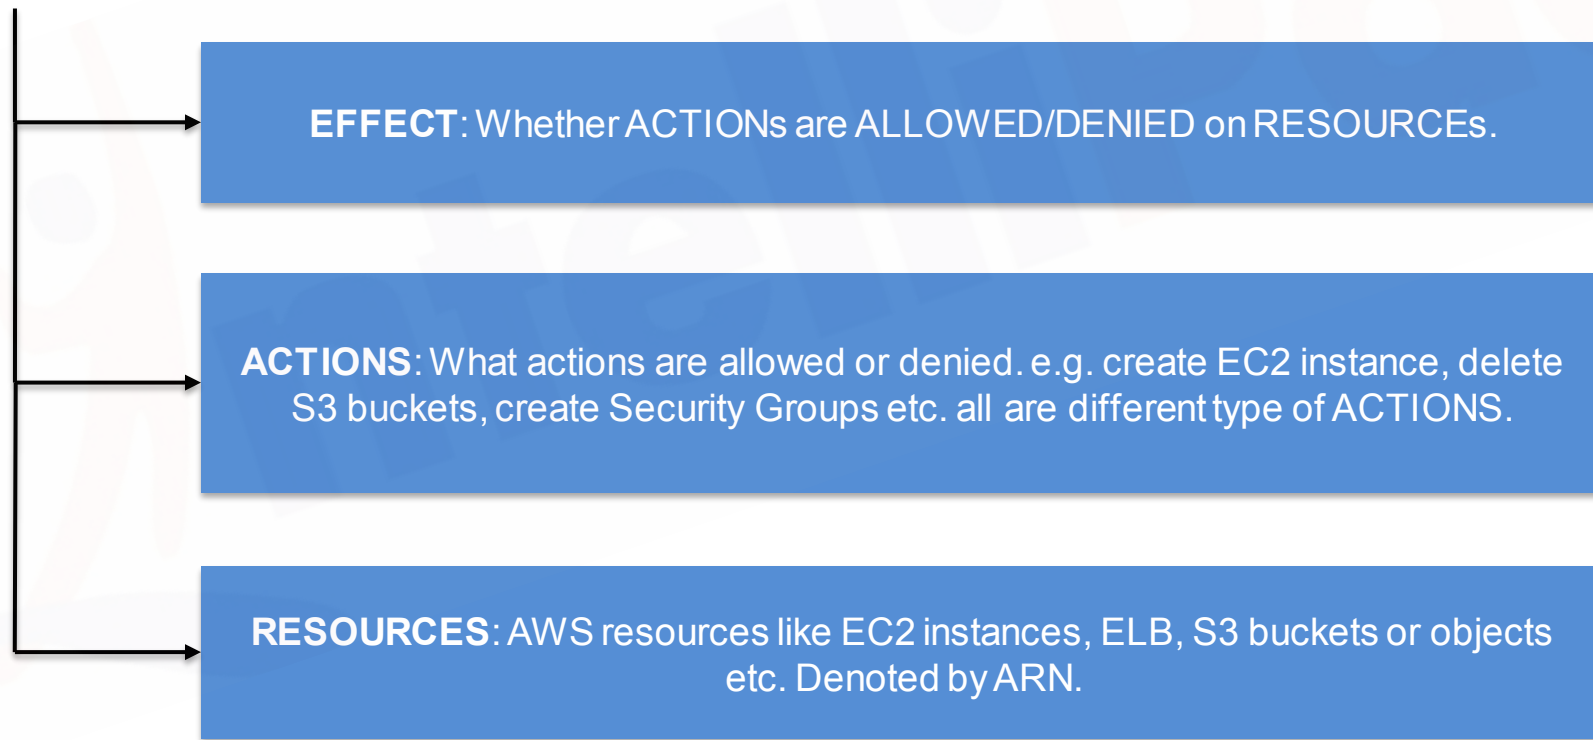 EFFECT: Whether ACTIONs are ALLOWED/DENIED on RESOURCEs.
ACTIONS: What actions are allowed or denied. e.g. create EC2 instance, delete
S3 buckets, create Security Groups etc. all are different type of ACTIONS.
RESOURCES: AWS resources like EC2 instances, ELB, S3 buckets or objects
etc. Denoted by ARN.